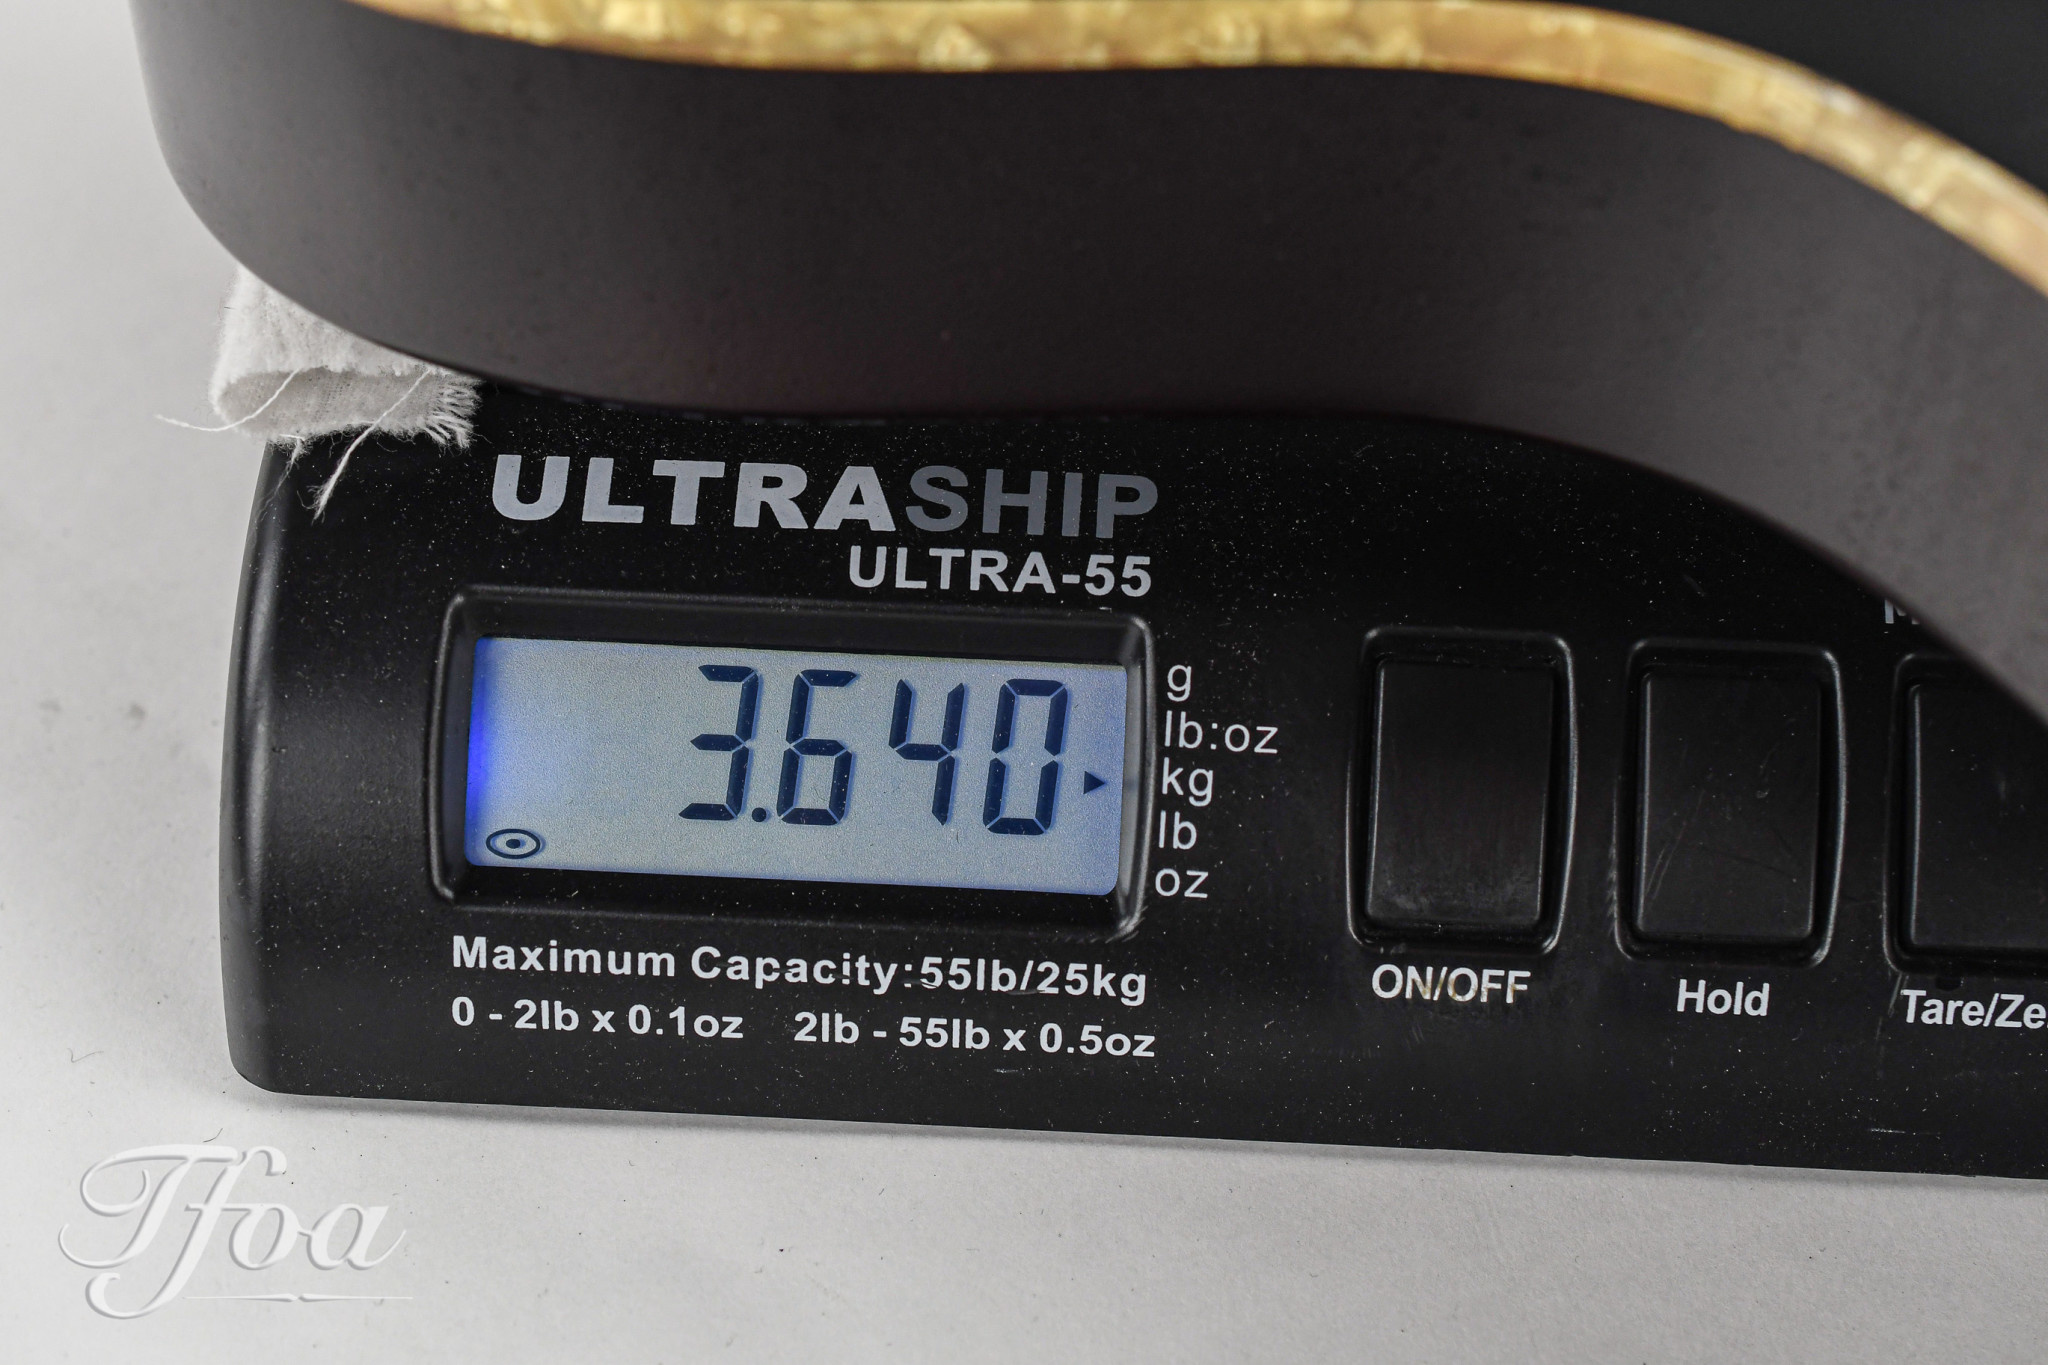 ULTRASHIP
ULTRA-55
3.640
g
lb:oz
kg
lb
oz
Maximum Capacity:55lb/25kg
0 - 2lb x 0.1oz 2lb - 55lb x 0.5oz
ON/OFF
Hold
Tfoa